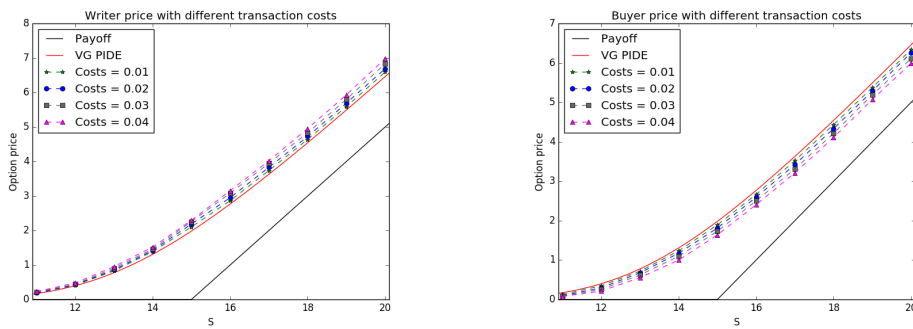 Writer price with different transaction costs
Option price
8
7
6
5
4
3
2
1
0
Payoff
VG PIDE
Costs = 0.01
Costs = 0.02
Costs = 0.03
Costs = 0.04
12
14
16
18
20
S
Buyer price with different transaction costs
Option price
7
6
5
4
3
2
1
0
Payoff
VG PIDE
Costs = 0.01
Costs = 0.02
Costs = 0.03
Costs = 0.04
12
14
16
18
20
S